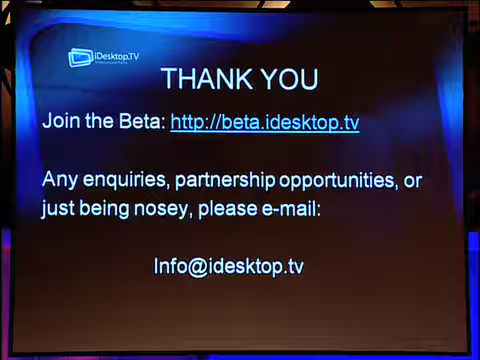 iDesktop.TV
THANK YOU
Join the Beta: http://beta.idesktop.tv
Any enquiries, partnership opportunities, or
just being nosey, please e-mail:
Info@idesktop.tv